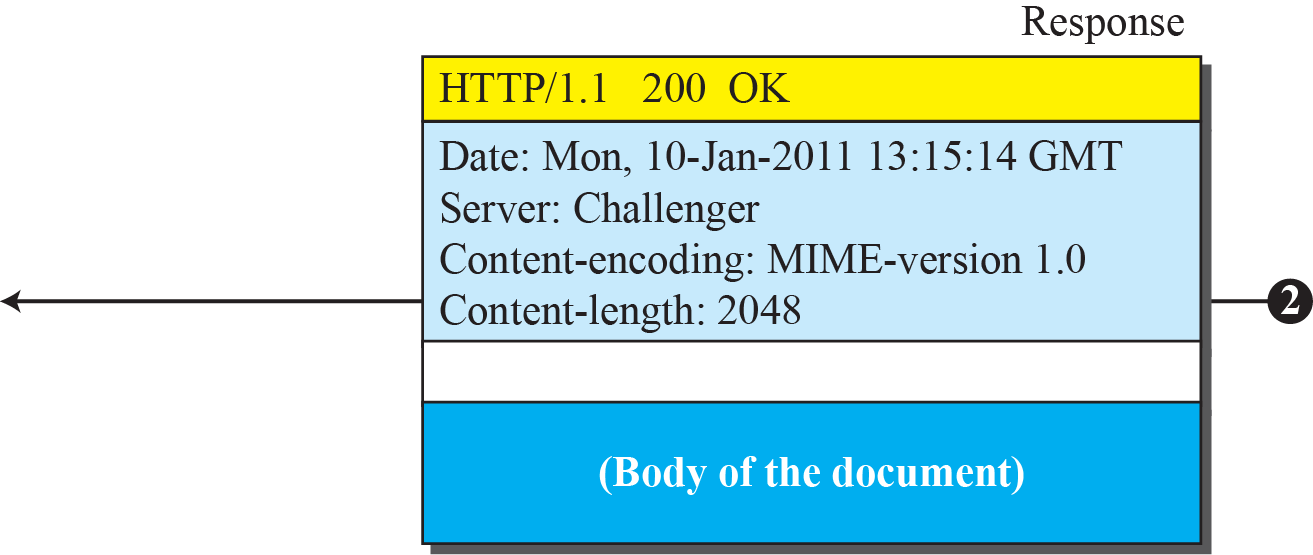 Response
HTTP/1.1 200 OK
Date: Mon, 10-Jan-2011 13:15:14 GMT
Server: Challenger
Content-encoding: MIME-version 1.0
Content-length: 2048
2
(Body of the document)